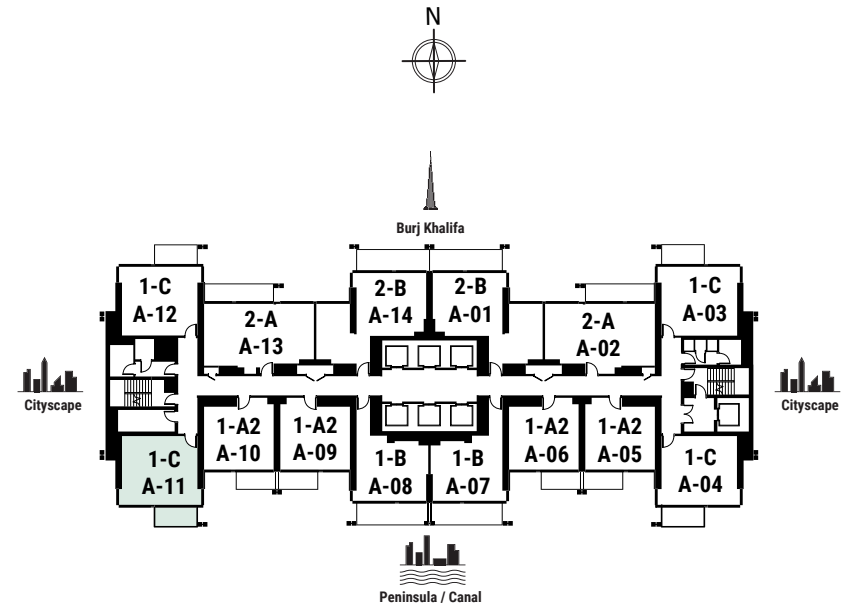 N
Burj Khalifa
1-C
A-12
2-A
A-13
2-B
A-14
2-B
A-01
2-A
A-02
1-C
A-03
Cityscape
Cityscape
1-C
A-11
1-A2
A-10
1-A2
A-09
1-B
A-08
1-B
A-07
1-A2
A-06
1-A2
A-05
1-C
A-04
Peninsula / Canal